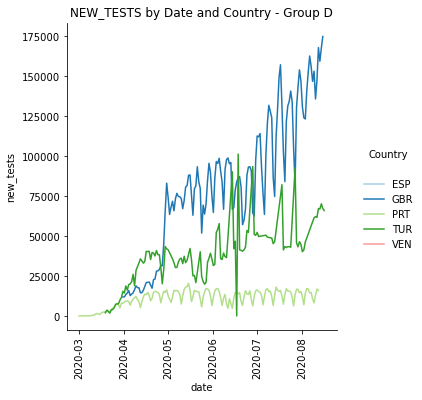 NEW_TESTS by Date and Country - Group D
new_tests
175000
150000
125000
100000
75000
50000
25000
0
2020-03
2020-04
2020-05
2020-06
2020-07
2020-08
date
Country
ESP
GBR
PRT
TUR
VEN